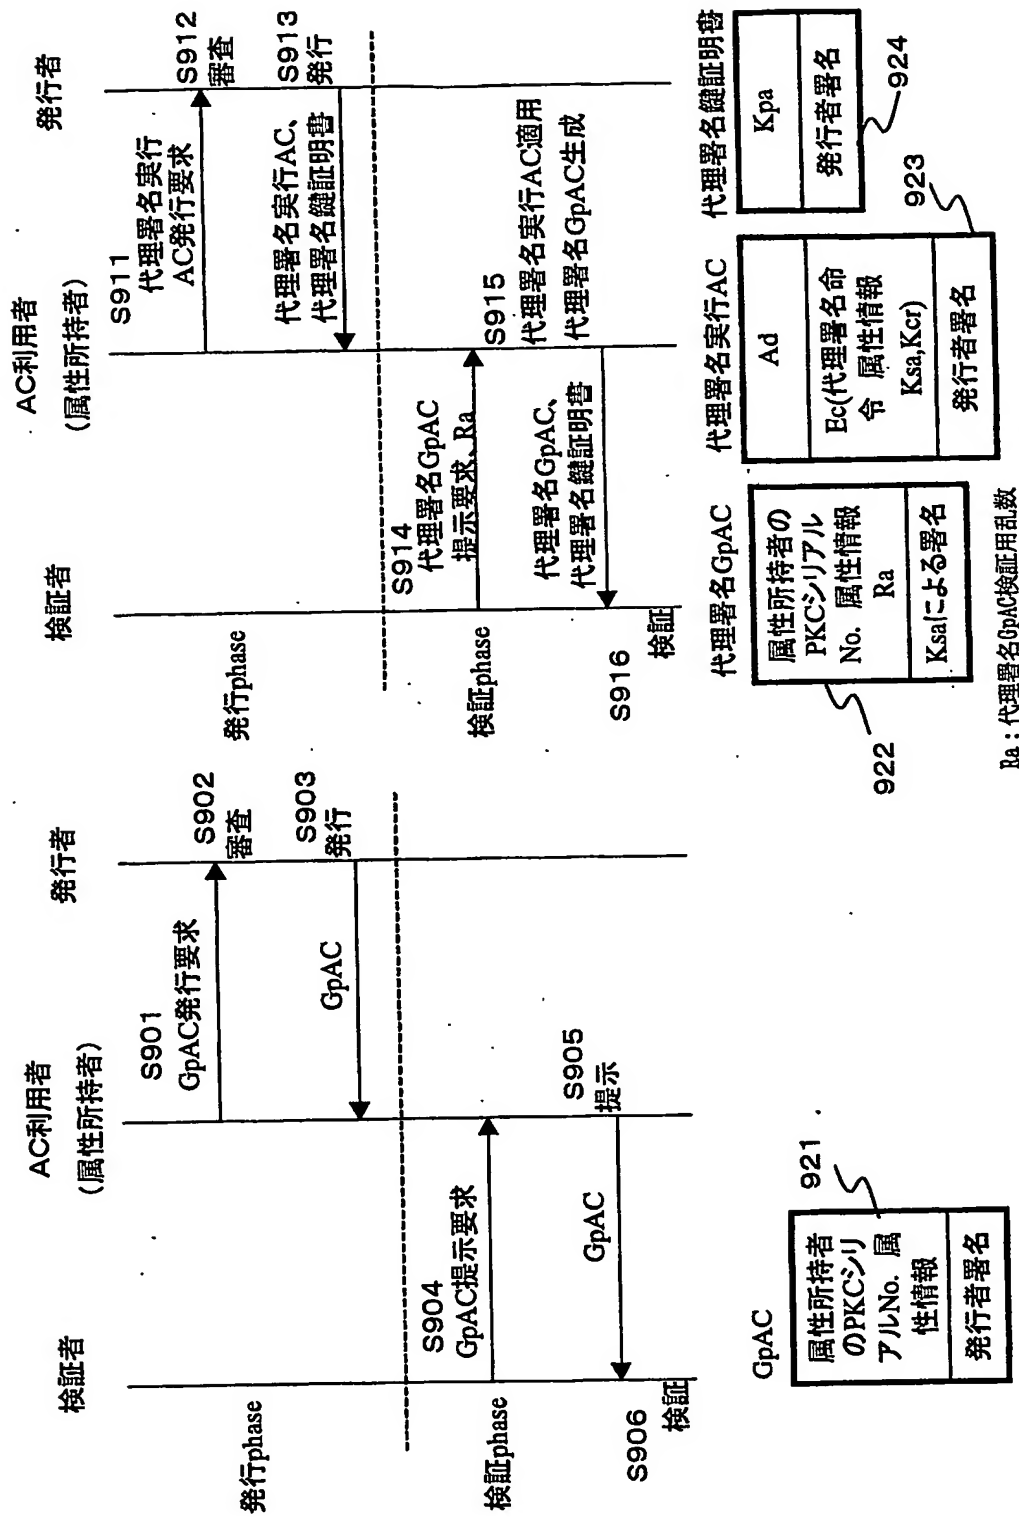 検証者
AC利用者
(属性所持者)
発行者
発行phase
S901
GpAC発行要求
S902
審査
S903
発行
GpAC
検証phase
S904
GpAC提示要求
S905
提示
GpAC
S906
検証
GpAC
属性所持者
のPKCシリ
アルNo. 属
性情報
発行者署名
921
検証者
AC利用者
(属性所持者)
発行者
発行phase
S911
代理署名実行
AC発行要求
S912
審査
S913
発行
代理署名実行AC、
代理署名鍵証明書
検証phase
S914
代理署名GpAC
提示要求、Ra
S915
代理署名実行AC適用
代理署名GpAC生成
代理署名GpAC、
代理署名鍵証明書
S916
検証
代理署名GpAC
属性所持者の
PKCシリアル
No. 属性情報
Ra
Ksaによる署名
922
代理署名実行AC
Ad
Ec(代理署名命
令 属性情報
Ksa,Kcr)
発行者署名
923
代理署名鍵証明書
Kpa
発行者署名
924
Ra:代理署名GpAC検証用乱数